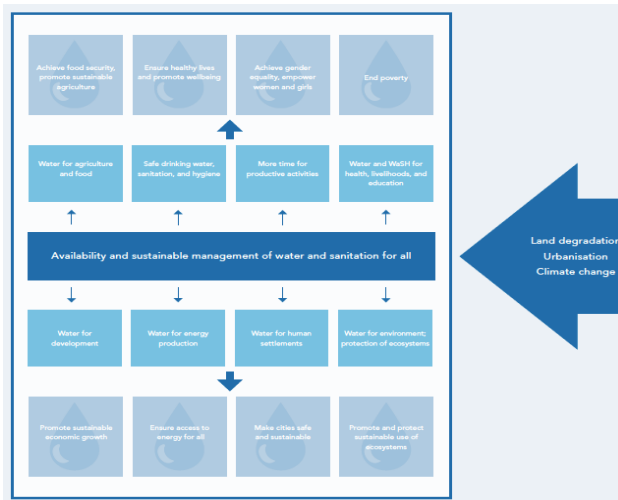 Achieve food security,
promote sustainable
agriculture
Ensure healthy lives
and promote wellbeing
Achieve gender
equality, empower
women and girls
End poverty
Water for agriculture
and food
Safe drinking water,
sanitation, and hygiene
More time for
productive activities
Water and WaSH for
health, livelihoods, and
education
Availability and sustainable management of water and sanitation for all
Land degradation
Urbanisation
Climate change
Water for
development
Water for energy
production
Water for human
settlements
Water for environment;
protection of ecosystems
Promote sustainable
economic growth
Ensure access to
energy for all
Make cities safe
and sustainable
Promote and protect
sustainable use of
ecosystems